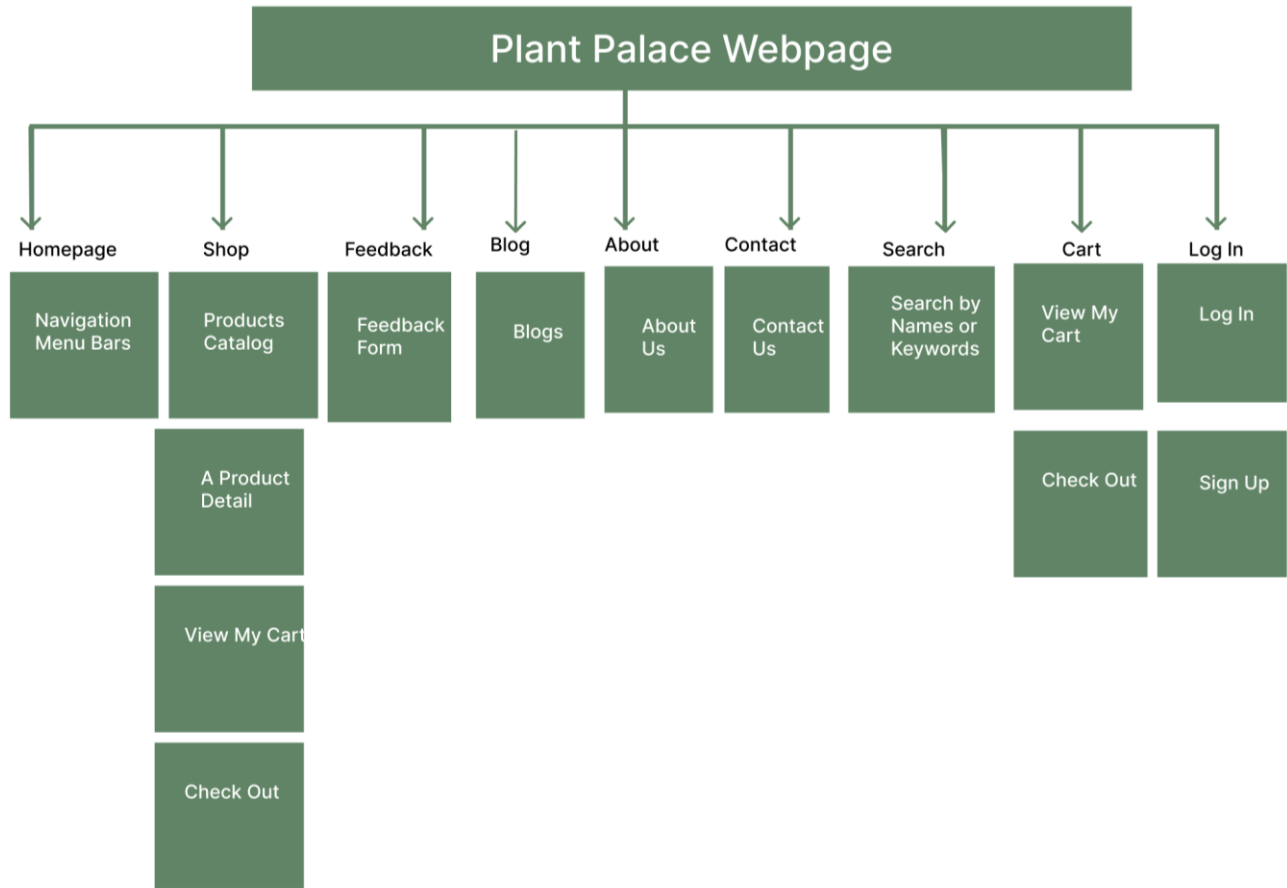 Plant Palace Webpage
Homepage
Shop
Feedback
Blog
About
Contact
Search
Cart
Log In
Navigation
Menu Bars
Products
Catalog
Feedback
Form
Blogs
About
Us
Contact
Us
Search by
Names or
Keywords
View My
Cart
Log In
A Product
Detail
Check Out
Sign Up
View My Cart
Check Out